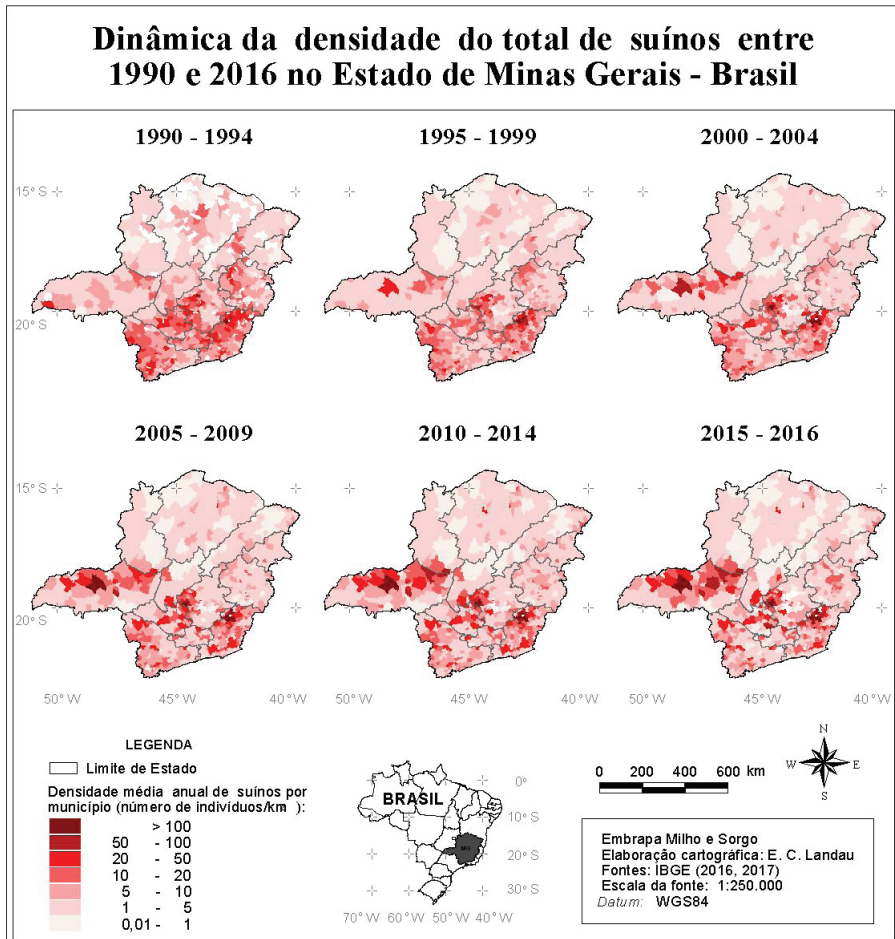 Dinâmica da densidade do total de suínos entre
1990 e 2016 no Estado de Minas Gerais - Brasil
1990 - 1994
1995 - 1999
2000 - 2004
15° S
20° S
2005 - 2009
2010 - 2014
2015 - 2016
15° S
20° S
50° W
45° W
40° W
50° W
45° W
40° W
50° W
45° W
40° W
LEGENDA
Limite de Estado
Densidade média anual de suínos por
município (número de indivíduos/km ):
> 100
50 - 100
20 - 50
10 - 20
5 - 10
1 - 5
0,01 - 1
BRASIL
MG
0°
10° S
20° S
30° S
70° W 60° W 50° W 40° W
0 200 400 600 km
N
W
E
S
Embrapa Milho e Sorgo
Elaboração cartográfica: E. C. Landau
Fontes: IBGE (2016, 2017)
Escala da fonte: 1:250.000
Datum: WGS84